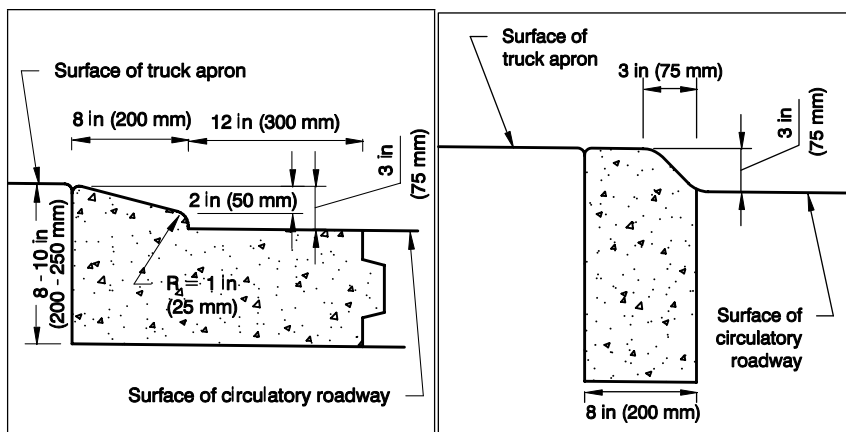 Surface of truck apron
8 in (200 mm)
12 in (300 mm)
3 in
(75 mm)
2 in (50 mm)
8 - 10 in
(200 - 250 mm)
R = 1 in
(25 mm)
Surface of circulatory roadway
Surface of
truck apron
3 in (75 mm)
3 in
(75 mm)
Surface of
circulatory
roadway
8 in (200 mm)